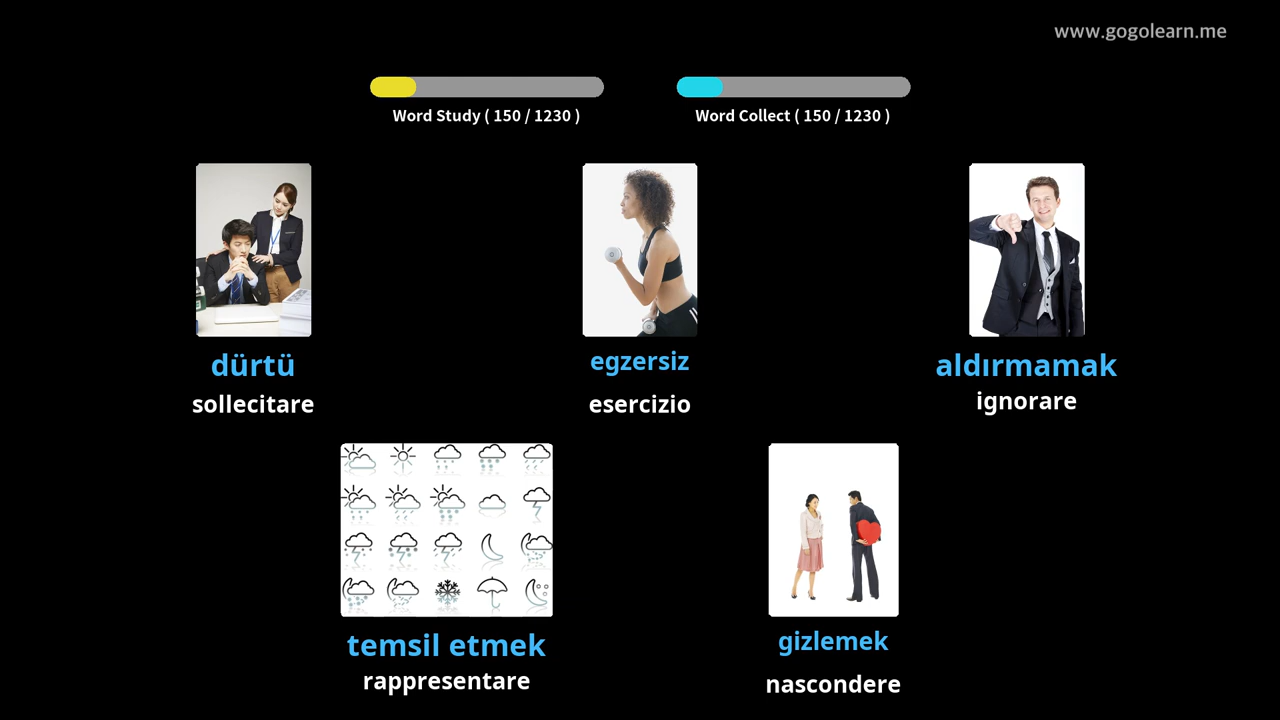 www.gogolearn.me
Word Study ( 150 / 1230 )
Word Collect ( 150 / 1230 )
dürtü
sollecitare
egzersiz
esercizio
aldırmamak
ignorare
temsil etmek
rappresentare
gizlemek
nascondere